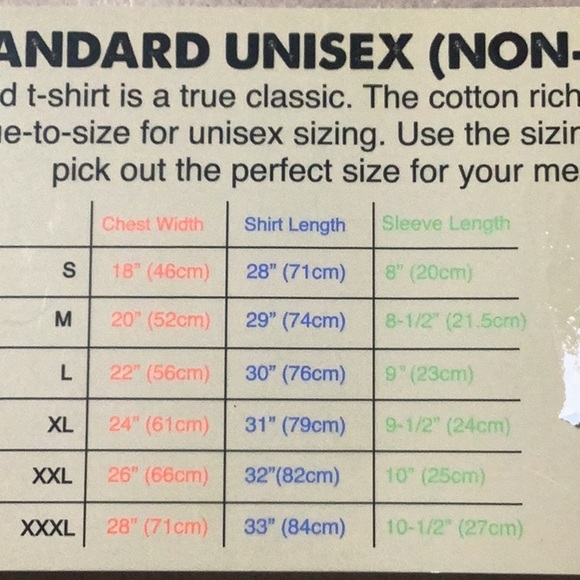 ANDARD UNISEX (NON-
d t-shirt is a true classic. The cotton rich
e-to-size for unisex sizing. Use the sizin
pick out the perfect size for your me
Chest Width Shirt Length Sleeve Length
S 18" (46cm) 28" (71cm) 8" (20cm)
M 20" (52cm) 29" (74cm) 8-1/2" (21.5cm)
L 22" (56cm) 30" (76cm) 9" (23cm)
XL 24" (61cm) 31" (79cm) 9-1/2" (24cm)
XXL 26" (66cm) 32"(82cm) 10" (25cm)
XXXL 28" (71cm) 33" (84cm) 10-1/2" (27cm)